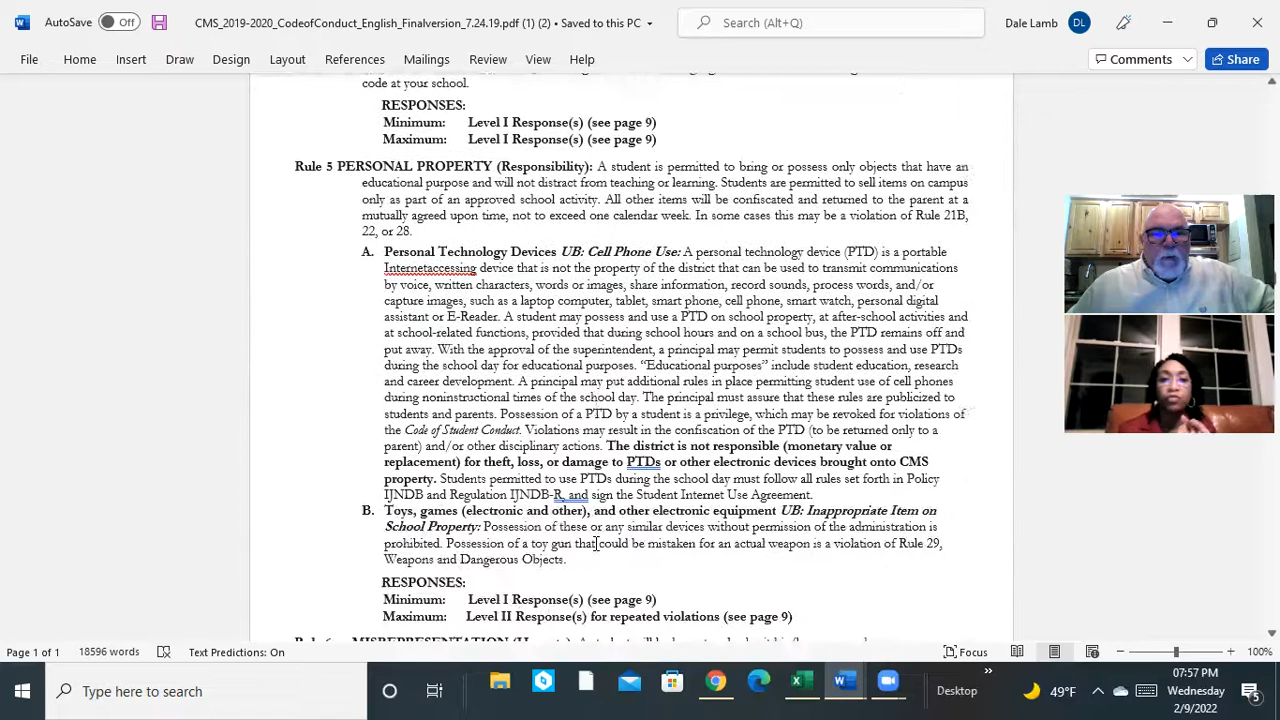 AutoSave
Off
CMS_2019-2020_CodeofConduct_English_Finalversion_7.24.19.pdf (1) (2) • Saved to this PC
Search (Alt+Q)
Dale Lamb
DL
File Home Insert Draw Design Layout References Mailings Review View Help
Comments
Share
code at your school.
RESPONSES:
Minimum: Level I Response(s) (see page 9)
Maximum: Level I Response(s) (see page 9)
Rule 5 PERSONAL PROPERTY (Responsibility): A student is permitted to bring or possess only objects that have an
educational purpose and will not distract from teaching or learning. Students are permitted to sell items on campus
only as part of an approved school activity. All other items will be confiscated and returned to the parent at a
mutually agreed upon time, not to exceed one calendar week. In some cases this may be a violation of Rule 21B,
22, or 28.
A. Personal Technology Devices UB: Cell Phone Use: A personal technology device (PTD) is a portable
Internetaccessing device that is not the property of the district that can be used to transmit communications
by voice, written characters, words or images, share information, record sounds, process words, and/or
capture images, such as a laptop computer, tablet, smart phone, cell phone, smart watch, personal digital
assistant or E-Reader. A student may possess and use a PTD on school property, at after-school activities and
at school-related functions, provided that during school hours and on a school bus, the PTD remains off and
put away. With the approval of the superintendent, a principal may permit students to possess and use PTDs
during the school day for educational purposes. “Educational purposes” include student education, research
and career development. A principal may put additional rules in place permitting student use of cell phones
during noninstructional times of the school day. The principal must assure that these rules are publicized to
students and parents. Possession of a PTD by a student is a privilege, which may be revoked for violations of
the Code of Student Conduct. Violations may result in the confiscation of the PTD (to be returned only to a
parent) and/or other disciplinary actions. The district is not responsible (monetary value or
replacement) for theft, loss, or damage to PTDs or other electronic devices brought onto CMS
property. Students permitted to use PTDs during the school day must follow all rules set forth in Policy
IJNDB and Regulation IJNDB-R, and sign the Student Internet Use Agreement.
B. Toys, games (electronic and other), and other electronic equipment UB: Inappropriate Item on
School Property: Possession of these or any similar devices without permission of the administration is
prohibited. Possession of a toy gun that could be mistaken for an actual weapon is a violation of Rule 29,
Weapons and Dangerous Objects.
RESPONSES:
Minimum: Level I Response(s) (see page 9)
Maximum: Level II Response(s) for repeated violations (see page 9)
Page 1 of 1 18596 words Text Predictions: On
Focus
100%
Type here to search
Desktop
49°F
07:57 PM
Wednesday
2/9/2022
5